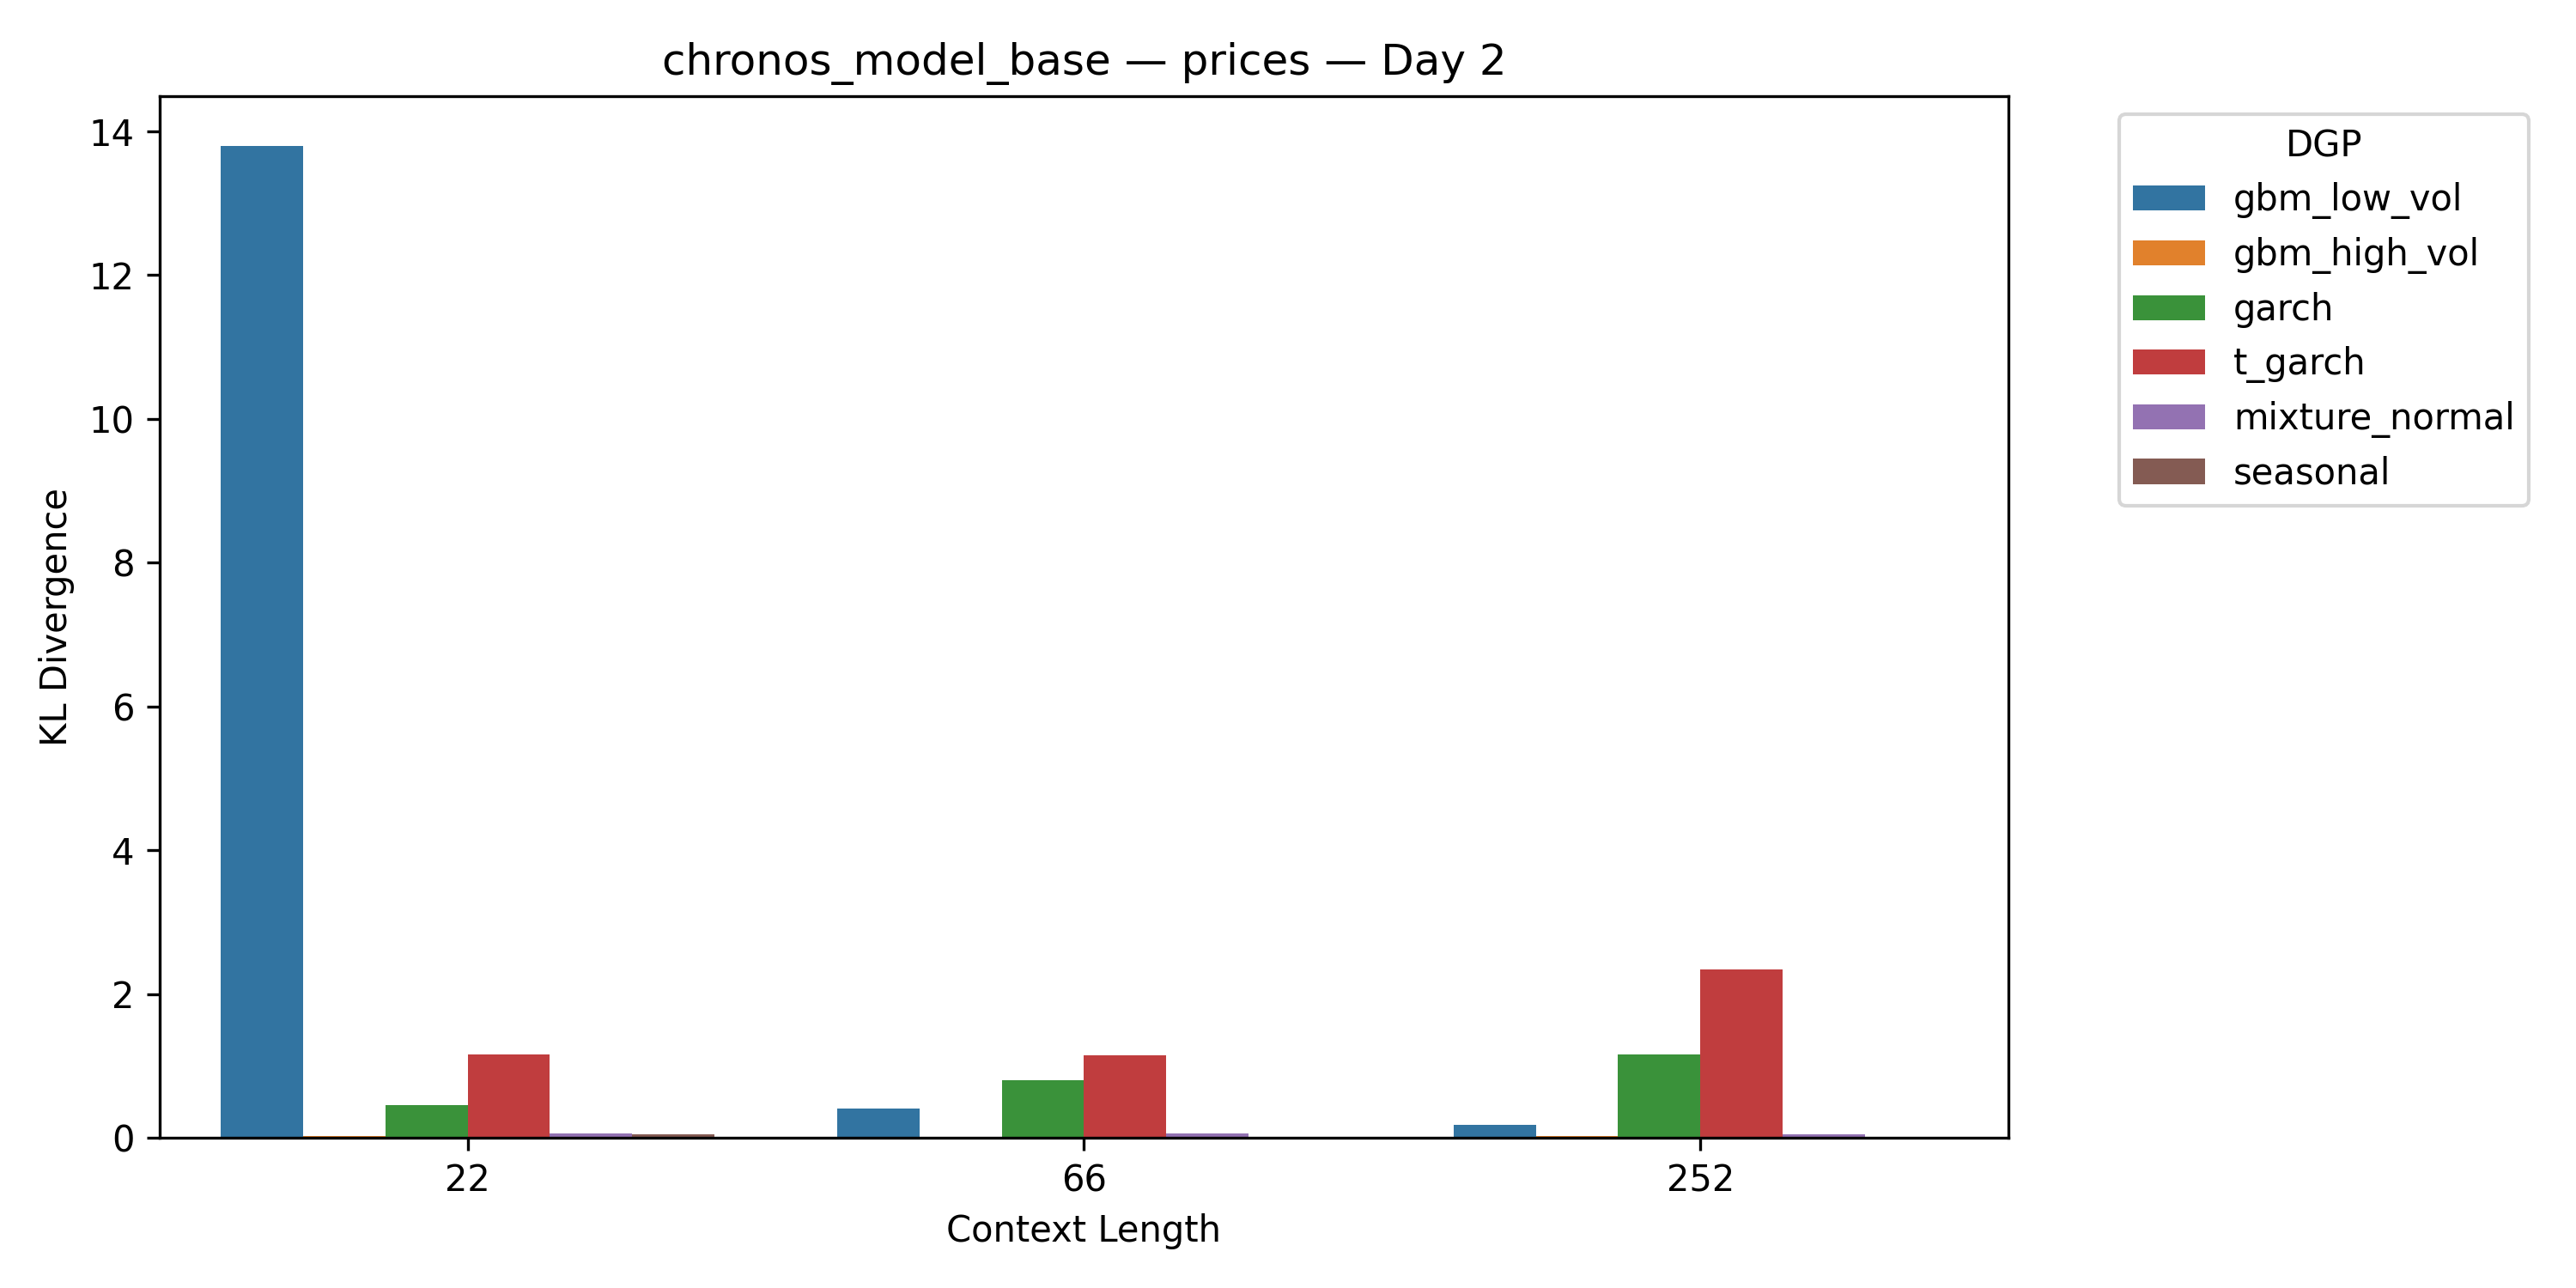 chronos_model_base — prices — Day 2
14
12
10
8
6
4
2
0
KL Divergence
22
66
252
Context Length
DGP
gbm_low_vol
gbm_high_vol
garch
t_garch
mixture_normal
seasonal